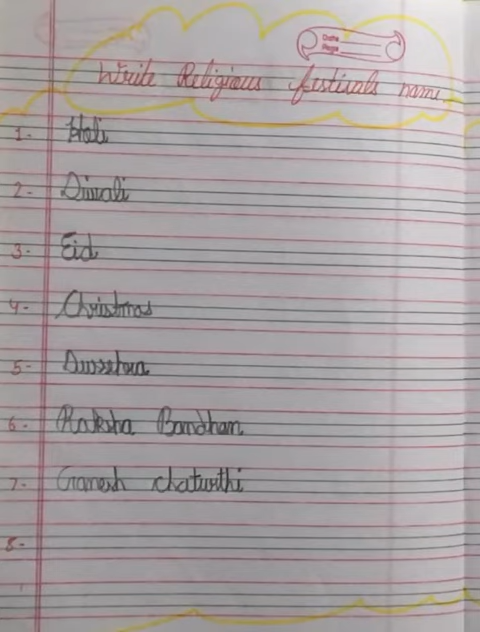 Date
Page
Write Religious festivals name
1- Holi
2- Diwali
3- Eid
4- Christmas
5- Dussehra
6- Raksha Bandhan
7- Ganesh chaturthi
8-